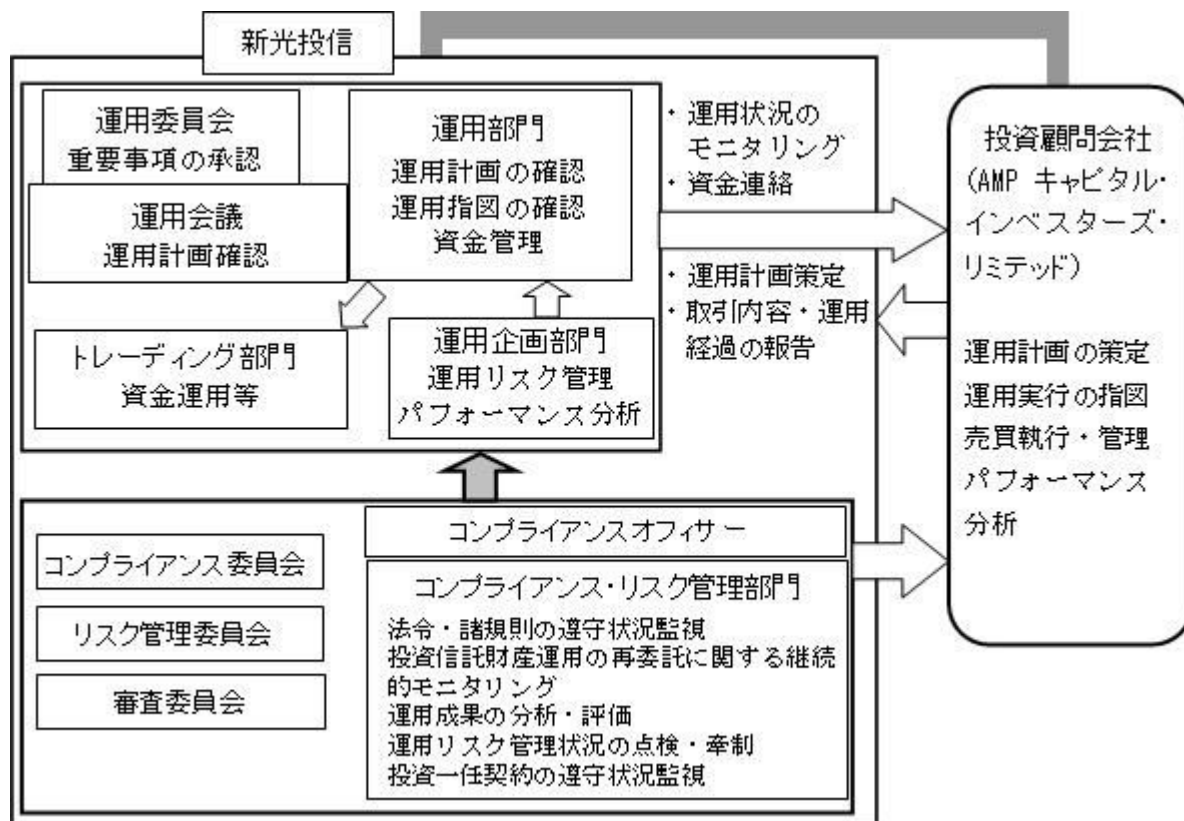 新光投信
運用委員会
重要事項の承認
運用会議
運用計画確認
運用部門
運用計画の確認
運用指図の確認
資金管理
トレーディング部門
資金運用等
運用企画部門
運用リスク管理
パフォーマンス分析
・運用状況の
モニタリング
・資金連絡
・運用計画策定
・取引内容・運用
経過の報告
投資顧問会社
(AMP キャピタル・
インベスターズ・
リミテッド)
運用計画の策定
運用実行の指図
売買執行・管理
パフォーマンス
分析
コンプライアンス委員会
リスク管理委員会
審査委員会
コンプライアンスオフィサー
コンプライアンス・リスク管理部門
法令・諸規則の遵守状況監視
投資信託財産運用の再委託に関する継続
的モニタリング
運用成果の分析・評価
運用リスク管理状況の点検・牽制
投資一任契約の遵守状況監視